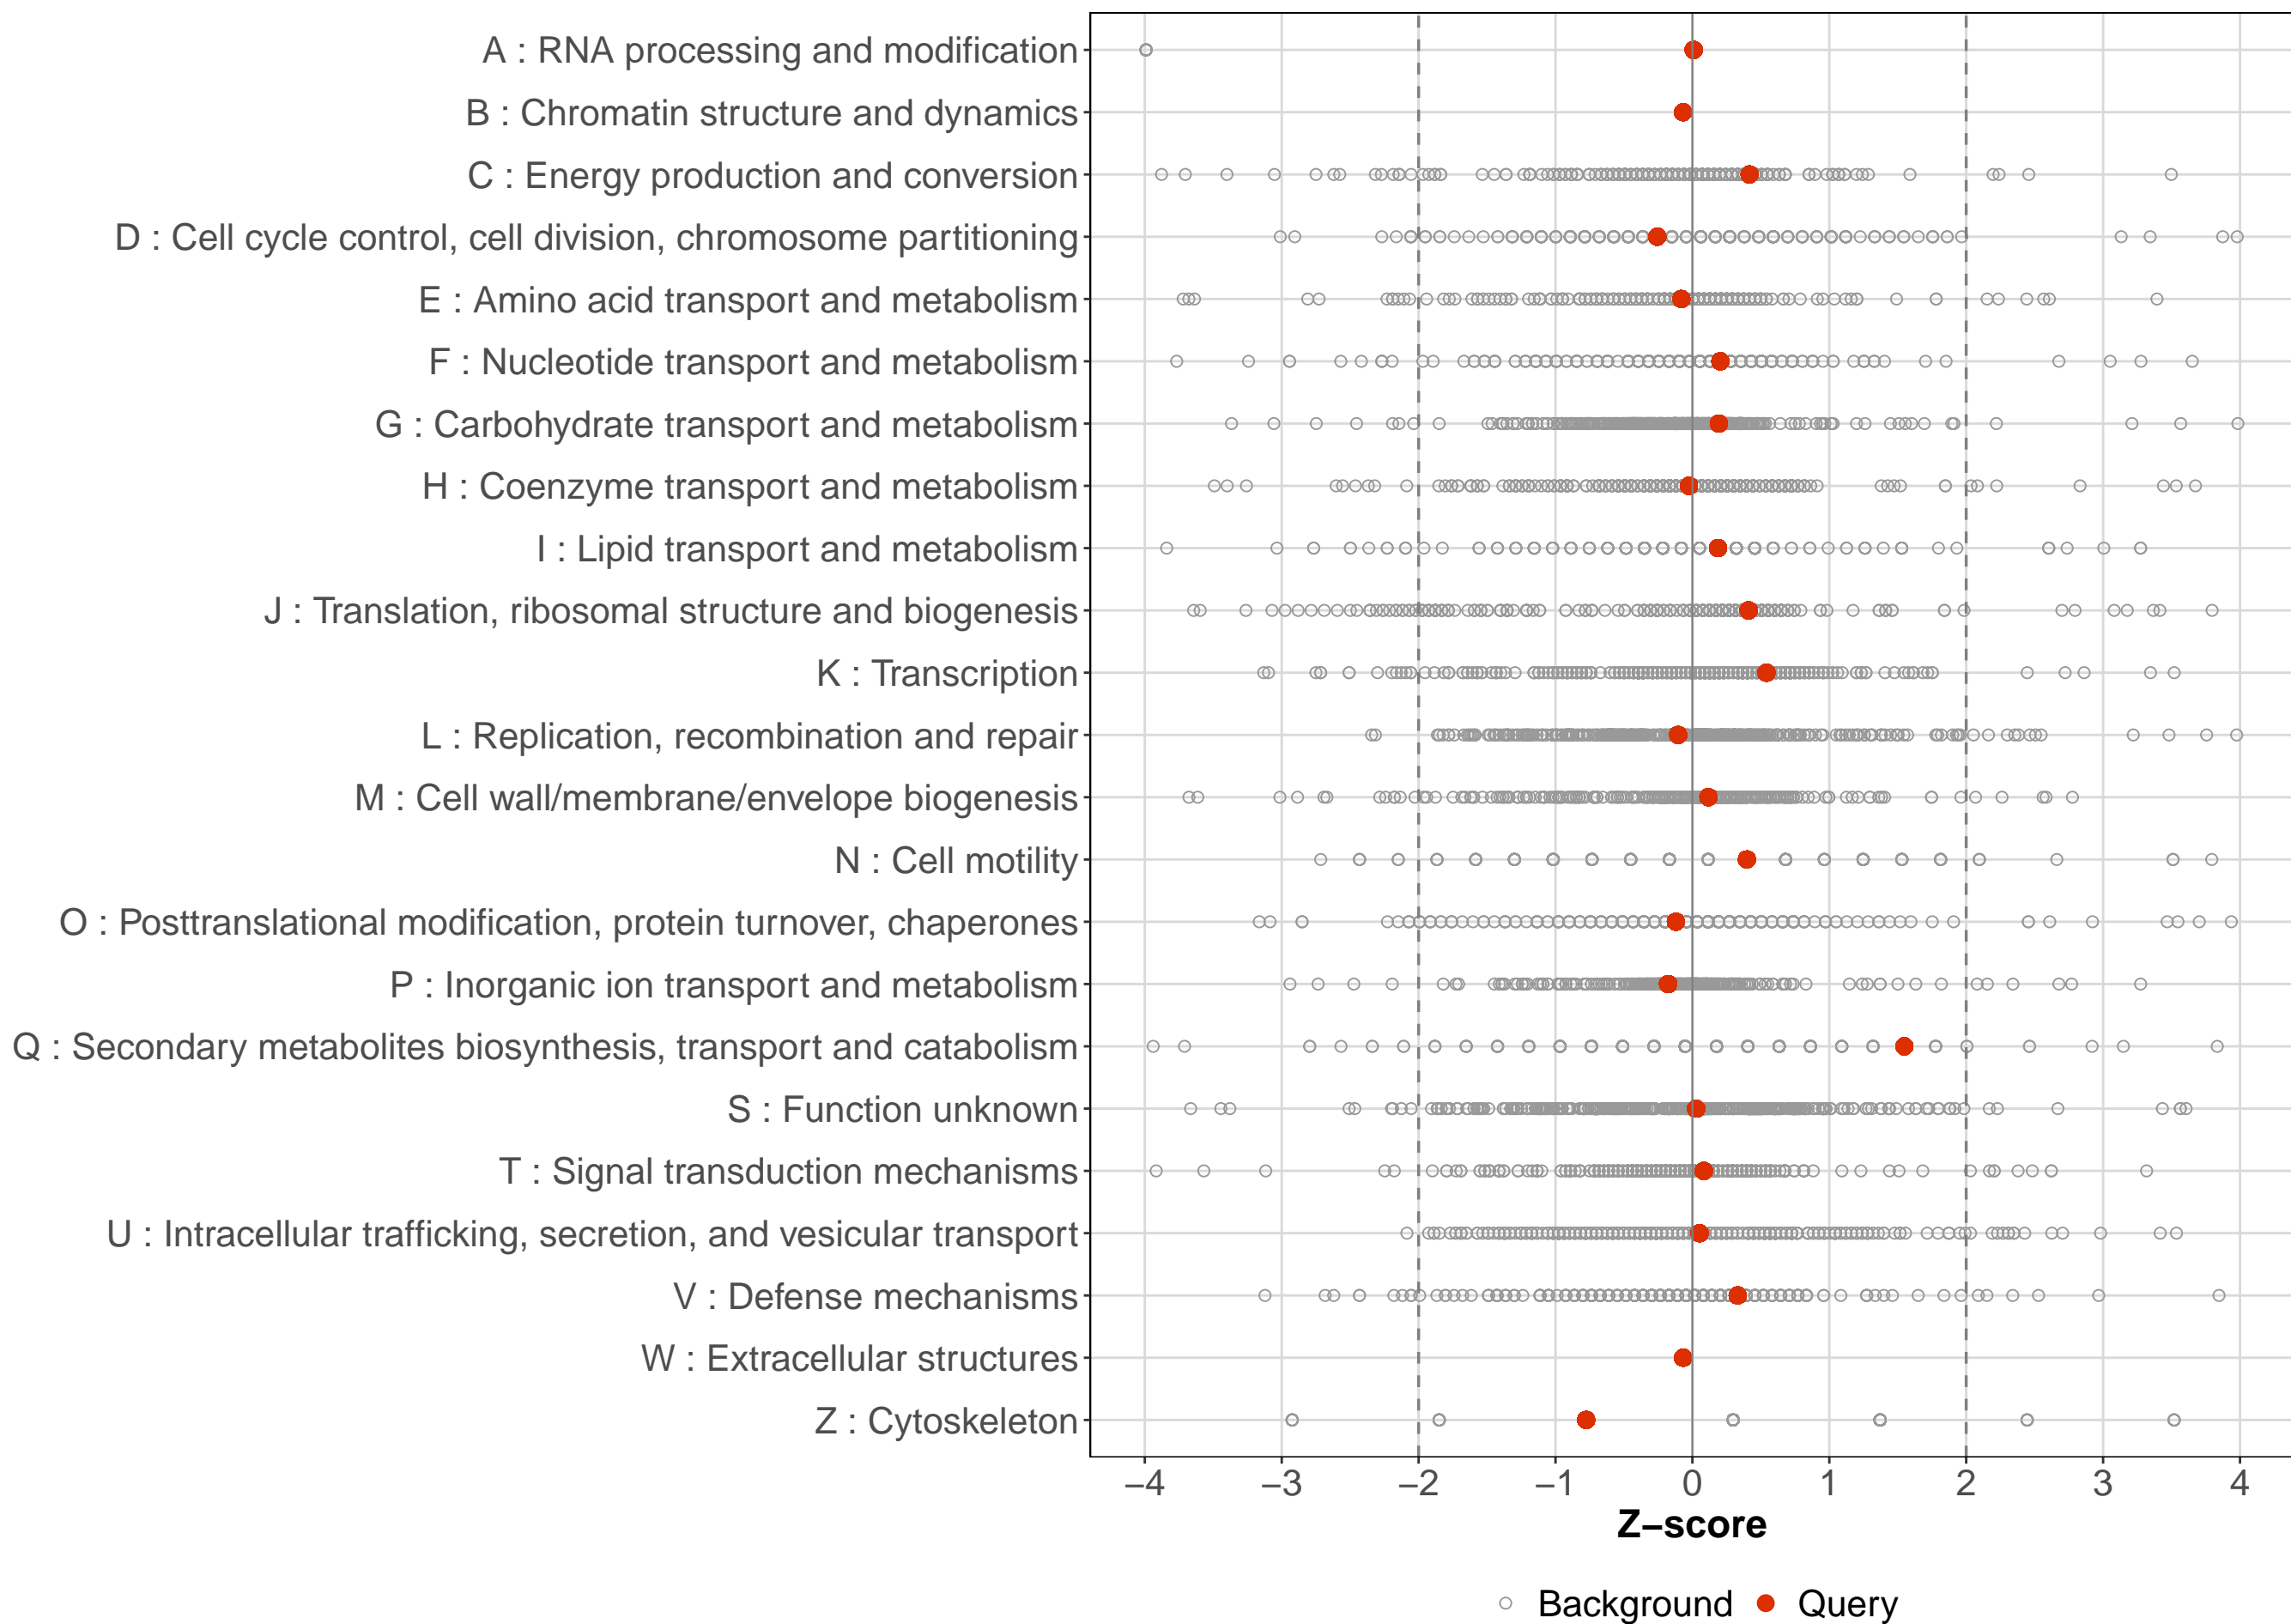 A : RNA processing and modification
B : Chromatin structure and dynamics
C : Energy production and conversion
D : Cell cycle control, cell division, chromosome partitioning
E : Amino acid transport and metabolism
F : Nucleotide transport and metabolism
G : Carbohydrate transport and metabolism
H : Coenzyme transport and metabolism
I : Lipid transport and metabolism
J : Translation, ribosomal structure and biogenesis
K : Transcription
L : Replication, recombination and repair
M : Cell wall/membrane/envelope biogenesis
N : Cell motility
O : Posttranslational modification, protein turnover, chaperones
P : Inorganic ion transport and metabolism
Q : Secondary metabolites biosynthesis, transport and catabolism
S : Function unknown
T : Signal transduction mechanisms
U : Intracellular trafficking, secretion, and vesicular transport
V : Defense mechanisms
W : Extracellular structures
Z : Cytoskeleton
−4 −3 −2 −1 0 1 2 3 4
Z−score
Background Query